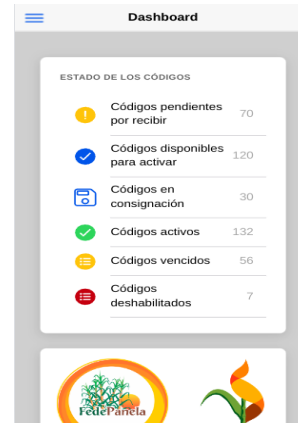 Dashboard
ESTADO DE LOS CÓDIGOS
Códigos pendientes
por recibir
70
Códigos disponibles
para activar
120
Códigos en
consignación
30
Códigos activos
132
Códigos vencidos
56
Códigos
deshabilitados
7
FedePanela